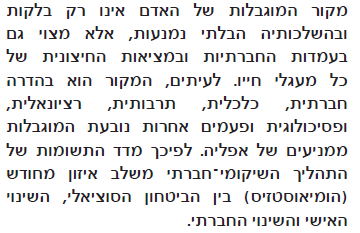 מקור המוגבלות של האדם אינו רק בלקות
ובהשלכותיה הבלתי נמנעות, אלא מצוי גם
בעמדות החברתיות ובמציאות החיצונית של
כל מעגלי חייו. לעיתים, המקור הוא בהדרה
חברתית, כלכלית, תרבותית, רציונאלית,
ופסיכולוגית ופעמים אחרות נובעת המוגבלות
ממניעים של אפליה. לפיכך מדד התשומות של
התהליך השיקומי־חברתי משלב איזון מחודש
(הומיאוסטזיס) בין הביטחון הסוציאלי, השינוי
האישי והשינוי החברתי.